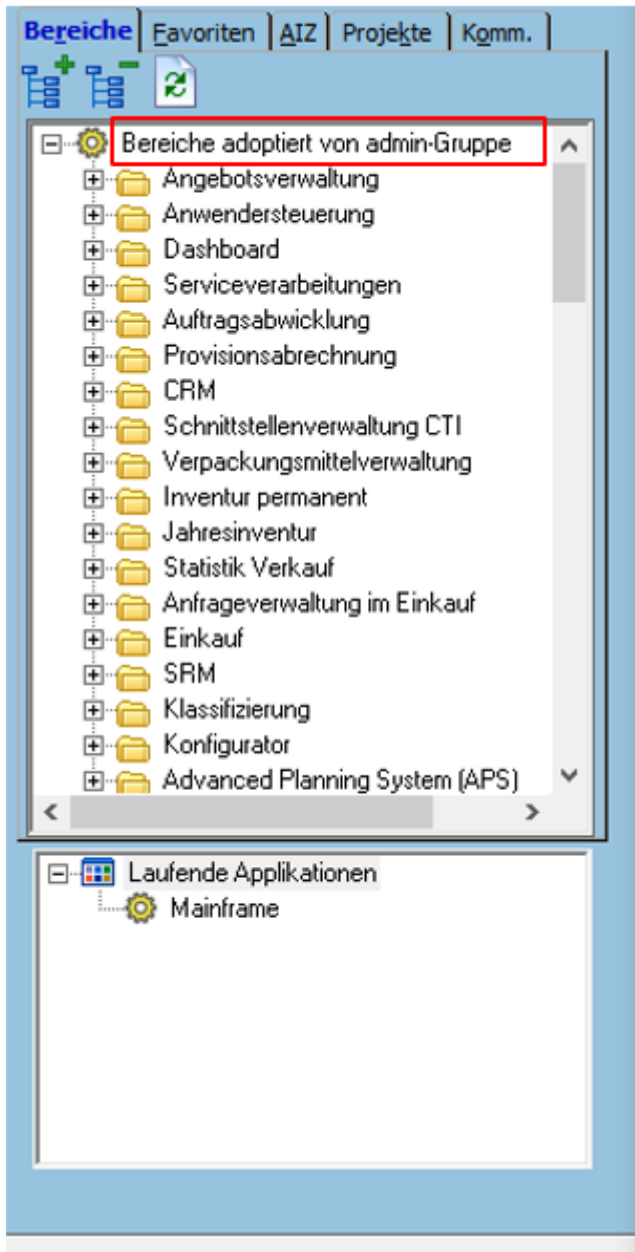 Bereiche Favoriten AIZ Projekte Komm.
Bereiche adoptiert von admin-Gruppe
Angebotsverwaltung
Anwendersteuerung
Dashboard
Serviceverarbeitungen
Auftragsabwicklung
Provisionsabrechnung
CRM
Schnittstellenverwaltung CTI
Verpackungsmittelverwaltung
Inventur permanent
Jahresinventur
Statistik Verkauf
Anfrageverwaltung im Einkauf
Einkauf
SRM
Klassifizierung
Konfigurator
Advanced Planning System (APS)
Laufende Applikationen
Mainframe